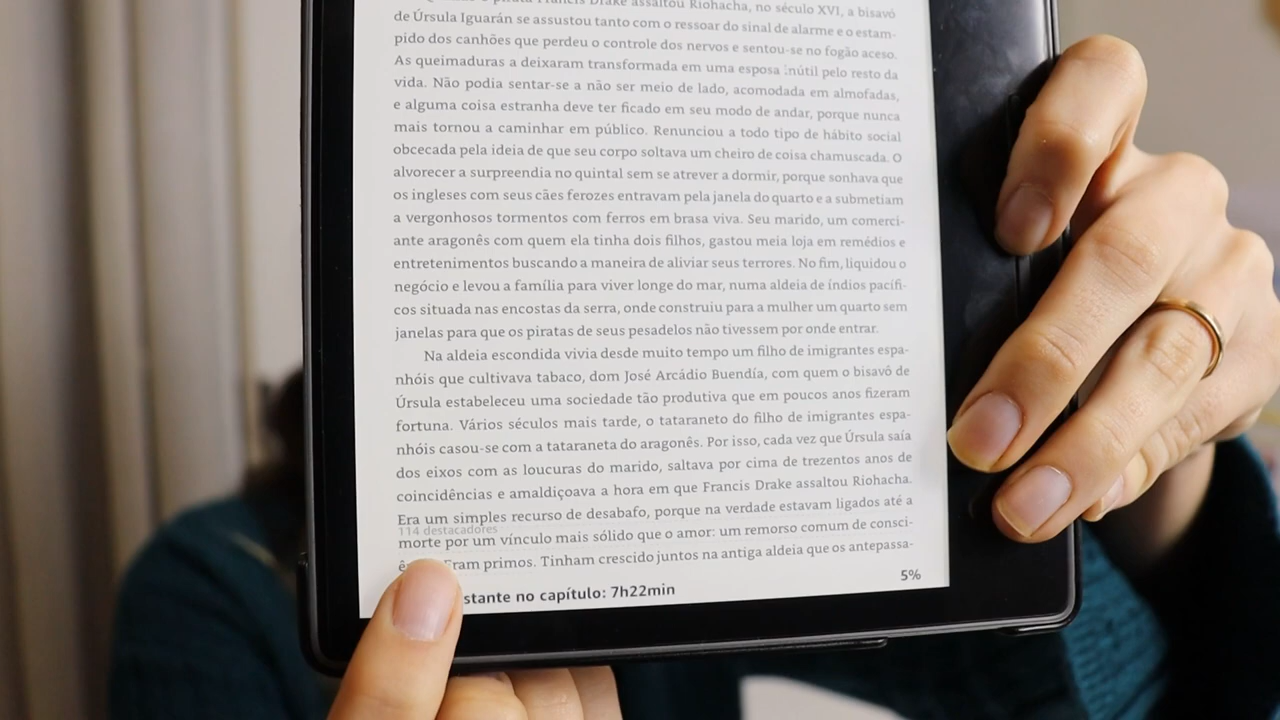 pirata Francis Drake assaltou Riohacha, no século XVI, a bisavó
de Úrsula Iguarán se assustou tanto com o ressoar do sinal de alarme e o estam-
pido dos canhões que perdeu o controle dos nervos e sentou-se no fogão aceso.
As queimaduras a deixaram transformada em uma esposa inútil pelo resto da
vida. Não podia sentar-se a não ser meio de lado, acomodada em almofadas,
e alguma coisa estranha deve ter ficado em seu modo de andar, porque nunca
mais tornou a caminhar em público. Renunciou a todo tipo de hábito social
obcecada pela ideia de que seu corpo soltava um cheiro de coisa chamuscada. O
alvorecer a surpreendia no quintal sem se atrever a dormir, porque sonhava que
os ingleses com seus cães ferozes entravam pela janela do quarto e a submetiam
a vergonhosos tormentos com ferros em brasa viva. Seu marido, um comerci-
ante aragonês com quem ela tinha dois filhos, gastou meia loja em remédios e
entretenimentos buscando a maneira de aliviar seus terrores. No fim, liquidou o
negócio e levou a família para viver longe do mar, numa aldeia de índios pacífi-
cos situada nas encostas da serra, onde construiu para a mulher um quarto sem
janelas para que os piratas de seus pesadelos não tivessem por onde entrar.
Na aldeia escondida vivia desde muito tempo um filho de imigrantes espa-
nhóis que cultivava tabaco, dom José Arcádio Buendía, com quem o bisavô de
Úrsula estabeleceu uma sociedade tão produtiva que em poucos anos fizeram
fortuna. Vários séculos mais tarde, o tataraneto do filho de imigrantes espa-
nhóis casou-se com a tataraneta do aragonês. Por isso, cada vez que Úrsula saía
dos eixos com as loucuras do marido, saltava por cima de trezentos anos de
coincidências e amaldiçoava a hora em que Francis Drake assaltou Riohacha.
Era um simples recurso de desabafo, porque na verdade estavam ligados até a
114 destacadores
morte por um vínculo mais sólido que o amor: um remorso comum de consci-
Eram primos. Tinham crescido juntos na antiga aldeia que os antepassa-
stante no capítulo: 7h22min
5%